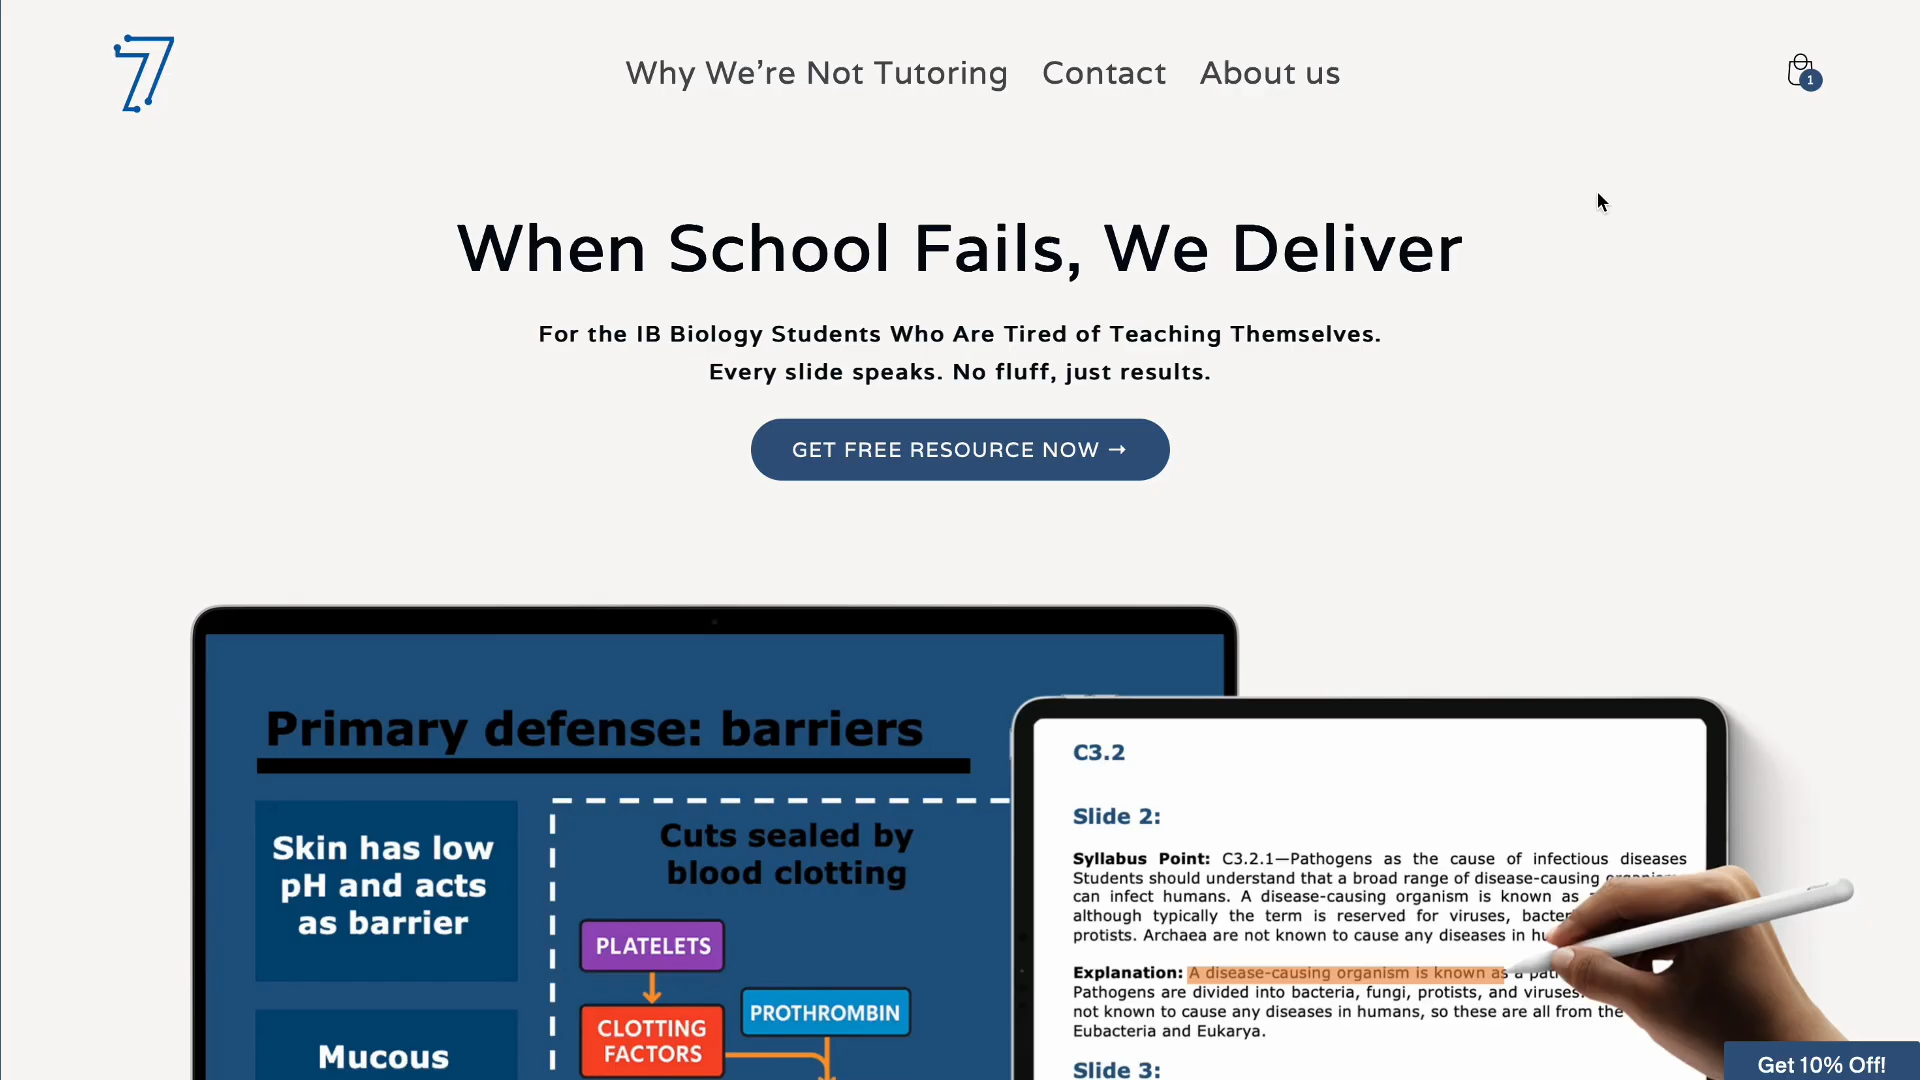 7
Why We're Not Tutoring
Contact
About us
1
When School Fails, We Deliver
For the IB Biology Students Who Are Tired of Teaching Themselves.
Every slide speaks. No fluff, just results.
GET FREE RESOURCE NOW →
Primary defense: barriers
Skin has low
pH and acts
as barrier
Mucous
Cuts sealed by
blood clotting
PLATELETS
CLOTTING
FACTORS
PROTHROMBIN
C3.2
Slide 2:
Syllabus Point: C3.2.1—Pathogens as the cause of infectious diseases
Students should understand that a broad range of disease-causing organisms
can infect humans. A disease-causing organism is known as
although typically the term is reserved for viruses,
protists. Archaea are not known to cause any diseases in
Explanation: A disease-causing organism is known as a
Pathogens are divided into bacteria, fungi, protists, and viruses.
not known to cause any diseases in humans, so these are all from the
Eubacteria and Eukarya.
Slide 3:
Get 10% Off!